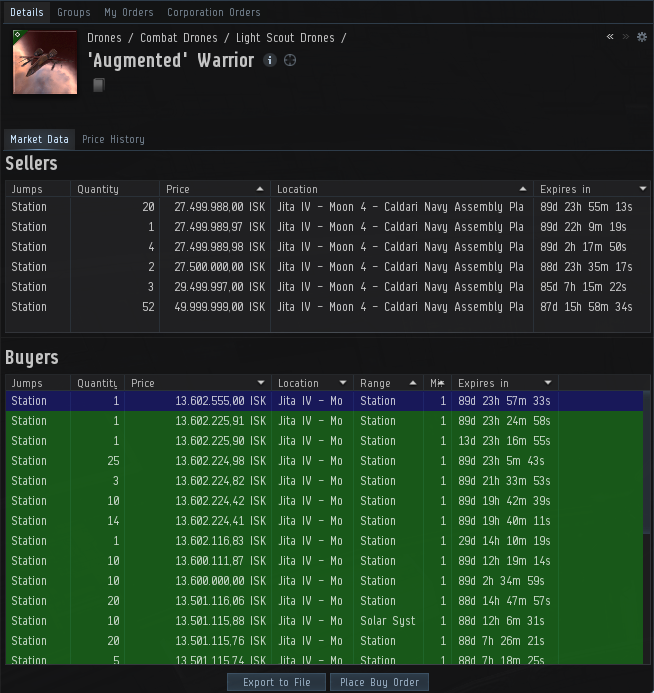 Details Groups My Orders Corporation Orders
Drones / Combat Drones / Light Scout Drones /
'Augmented' Warrior
Market Data Price History
Sellers
Jumps Quantity Price Location Expires in
Station 20 27.499.988,00 ISK Jita IV - Moon 4 - Caldari Navy Assembly Pla 89d 23h 55m 13s
Station 1 27.499.989,97 ISK Jita IV - Moon 4 - Caldari Navy Assembly Pla 89d 22h 9m 19s
Station 4 27.499.989,98 ISK Jita IV - Moon 4 - Caldari Navy Assembly Pla 89d 2h 17m 50s
Station 2 27.500.000,00 ISK Jita IV - Moon 4 - Caldari Navy Assembly Pla 88d 23h 35m 17s
Station 3 29.499.997,00 ISK Jita IV - Moon 4 - Caldari Navy Assembly Pla 85d 7h 15m 22s
Station 52 49.999.999,00 ISK Jita IV - Moon 4 - Caldari Navy Assembly Pla 87d 15h 58m 34s
Buyers
Jumps Quantity Price Location Range Mi Expires in
Station 1 13.602.555,00 ISK Jita IV - Mo Station 1 89d 23h 57m 33s
Station 1 13.602.225,91 ISK Jita IV - Mo Station 1 89d 23h 24m 58s
Station 1 13.602.225,90 ISK Jita IV - Mo Station 1 13d 23h 16m 55s
Station 25 13.602.224,98 ISK Jita IV - Mo Station 1 89d 23h 5m 43s
Station 3 13.602.224,82 ISK Jita IV - Mo Station 1 89d 21h 33m 53s
Station 10 13.602.224,42 ISK Jita IV - Mo Station 1 89d 19h 42m 39s
Station 14 13.602.224,41 ISK Jita IV - Mo Station 1 89d 19h 40m 11s
Station 1 13.602.116,83 ISK Jita IV - Mo Station 1 29d 14h 10m 19s
Station 10 13.600.111,87 ISK Jita IV - Mo Station 1 89d 12h 19m 14s
Station 10 13.600.000,00 ISK Jita IV - Mo Station 1 89d 2h 34m 59s
Station 20 13.501.116,06 ISK Jita IV - Mo Station 1 88d 14h 47m 57s
Station 10 13.501.115,88 ISK Jita IV - Mo Solar Syst 1 88d 12h 6m 31s
Station 20 13.501.115,76 ISK Jita IV - Mo Station 1 88d 7h 26m 21s
Station 5 13.501.115,74 ISK Jita IV - Mo Station 1 88d 7h 18m 25s
Export to File Place Buy Order